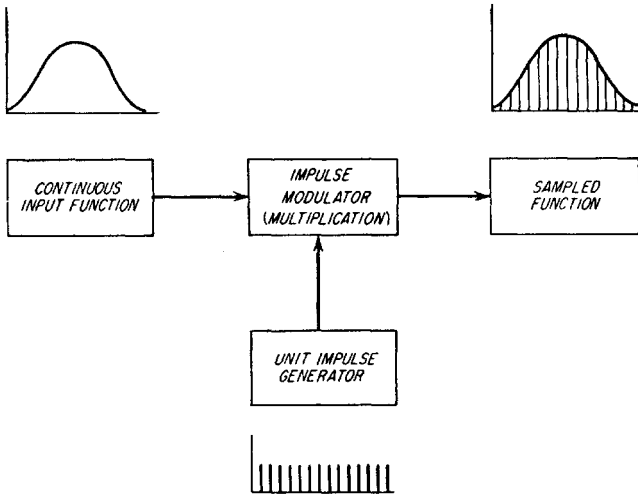 CONTINUOUS
INPUT FUNCTION
IMPULSE
MODULATOR
(MULTIPLICATION)
SAMPLED
FUNCTION
UNIT IMPULSE
GENERATOR